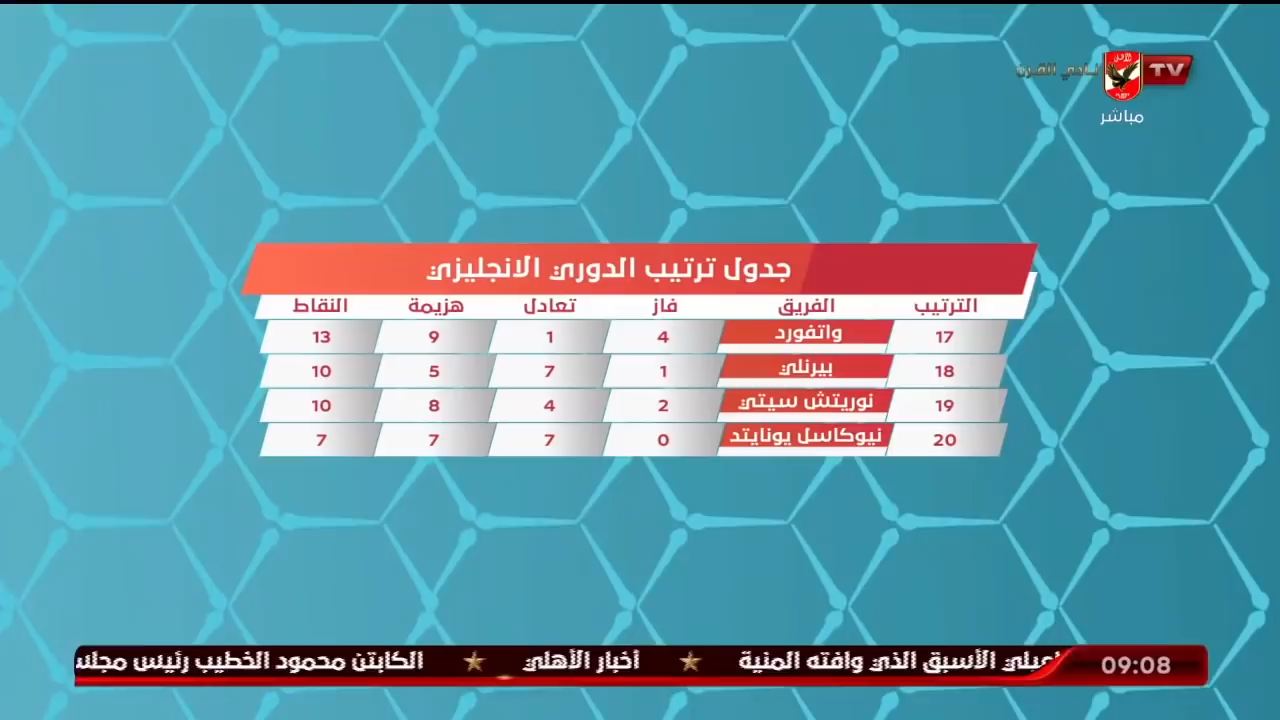 نادي القرن TV
مباشر
جدول ترتيب الدوري الانجليزي
الترتيب الفريق فاز تعادل هزيمة النقاط
17 واتفورد 4 1 9 13
18 بيرنلي 1 7 5 10
19 نوريتش سيتي 2 4 8 10
20 نيوكاسل يونايتد 0 7 7 7
09:08 الأسبق الذي وافته المنية ★ أخبار الأهلي ★ الكابتن محمود الخطيب رئيس